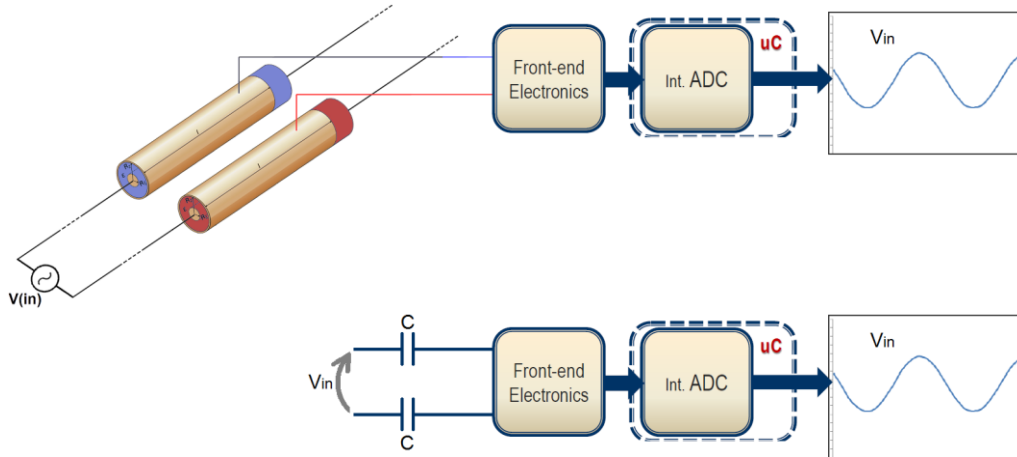 uC
Front-end
Electronics
Int. ADC
Vin
l
l
V(in)
C
Vin
C
Front-end
Electronics
Int. ADC
uC
Vin